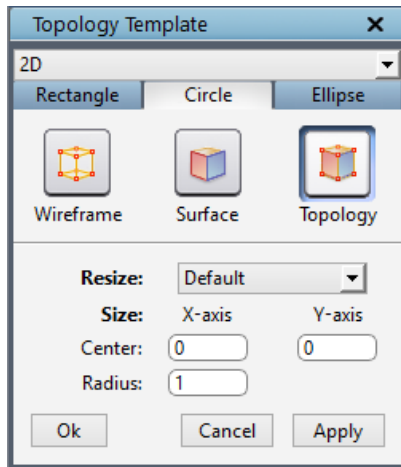 Topology Template
2D
Rectangle Circle Ellipse
Wireframe Surface Topology
Resize: Default
Size: X-axis Y-axis
Center: 0 0
Radius: 1
Ok Cancel Apply